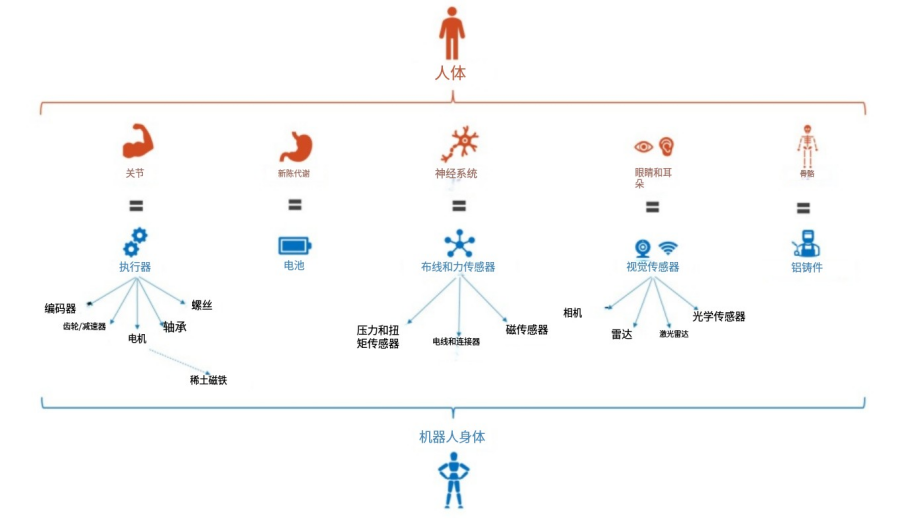 人体
关节
新陈代谢
神经系统
眼睛和耳
朵
骨骼
执行器
电池
布线和力传感器
视觉传感器
铝铸件
编码器
齿轮/减速器
电机
轴承
螺丝
稀土磁铁
压力和扭
矩传感器
电线和连接器
磁传感器
相机
雷达
激光雷达
光学传感器
机器人身体